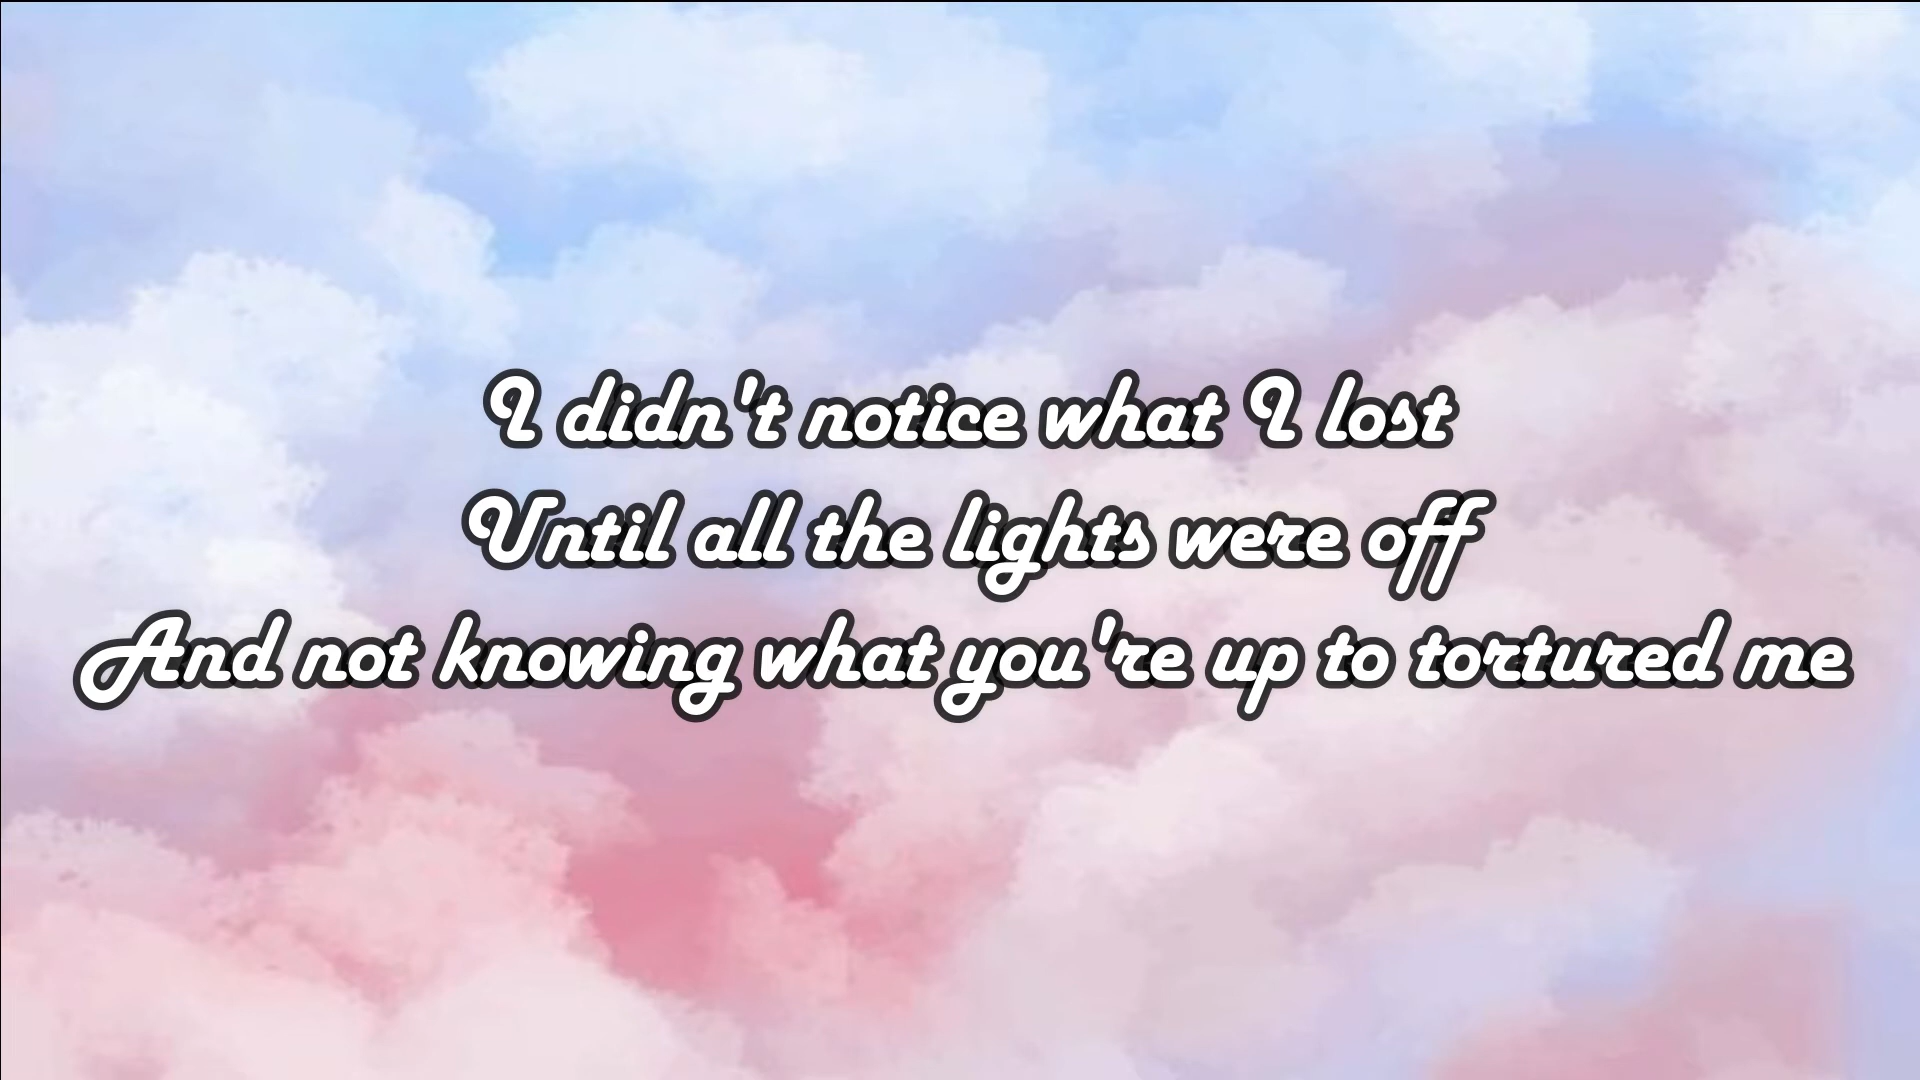 I didn't notice what I lost
Until all the lights were off
And not knowing what you're up to tortured me